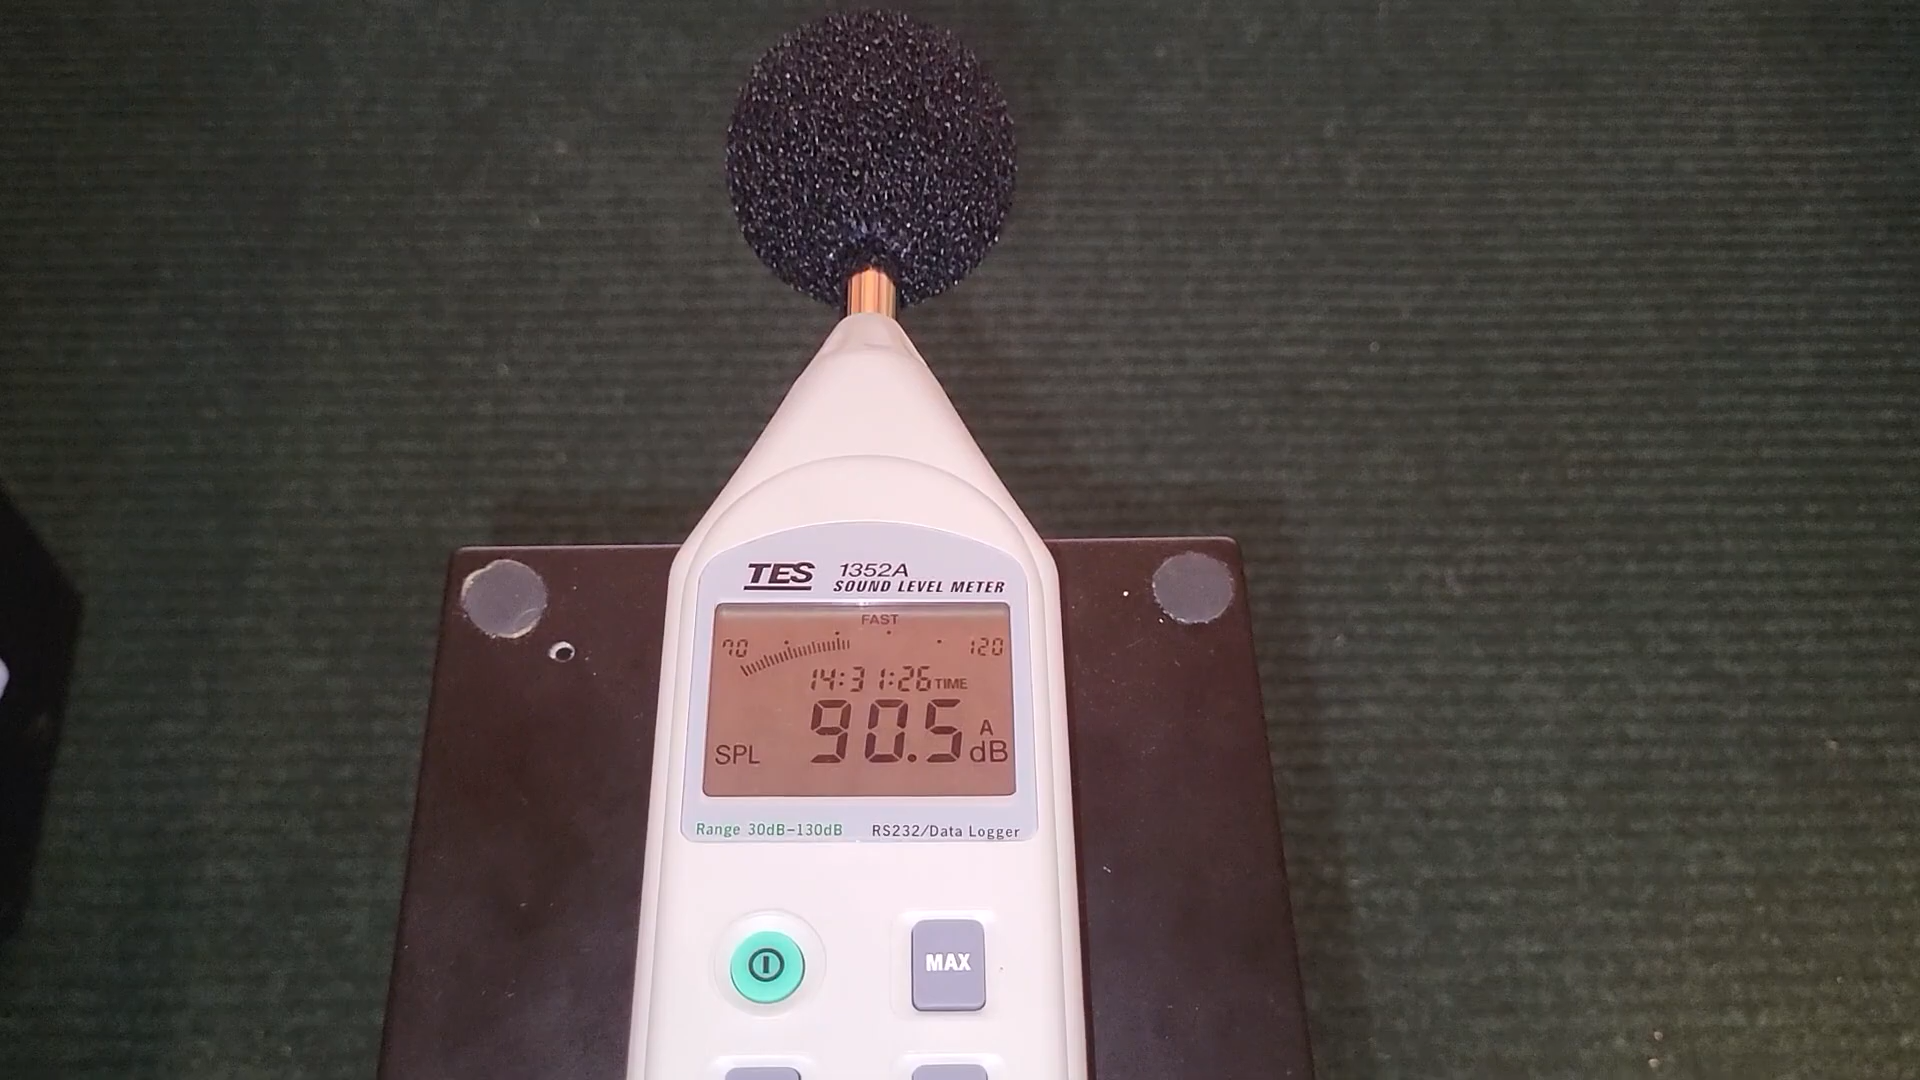 TES 1352A
SOUND LEVEL METER
FAST
70 120
14:31:26 TIME
SPL 90.5 A dB
Range 30dB-130dB RS232/Data Logger
MAX